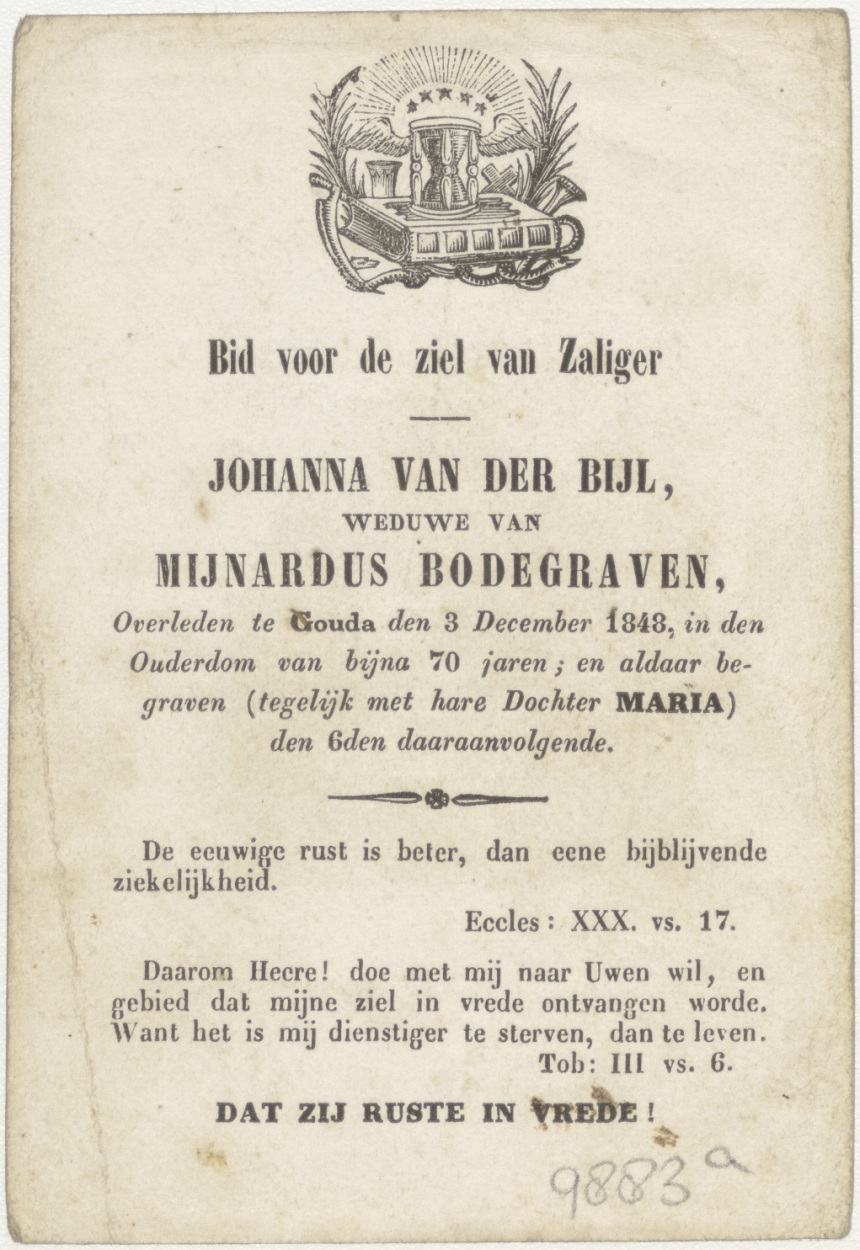 Bid voor de ziel van Zaliger
JOHANNA VAN DER BIJL,
WEDUWE VAN
MIJNARDUS BODEGRAVEN,
Overleden te Gouda den 3 December 1848, in den
Ouderdom van bijna 70 jaren; en aldaar be-
graven (tegelijk met hare Dochter MARIA)
den 6den daaraanvolgende.
De eeuwige rust is beter, dan eene bijblijvende
ziekelijkheid.
Eccles: XXX. vs. 17.
Daarom Heere! doe met mij naar Uwen wil, en
gebied dat mijne ziel in vrede ontvangen worde.
Want het is mij dienstiger te sterven, dan te leven.
Tob: III vs. 6.
DAT ZIJ RUSTE IN VREDE!
9883a